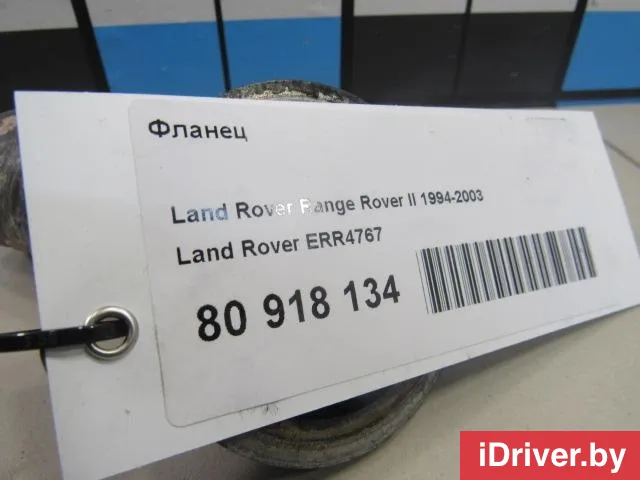 Фланец
Land Rover Range Rover II 1994-2003
Land Rover ERR4767
80 918 134
iDriver.by